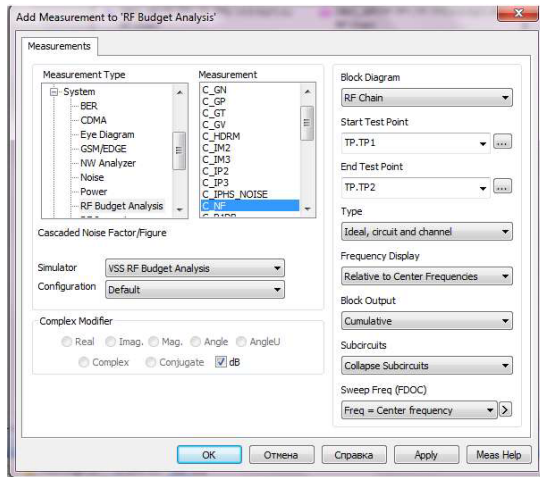 Add Measurement to 'RF Budget Analysis'
Measurements
Measurement Type
System
BER
CDMA
Eye Diagram
GSM/EDGE
NW Analyzer
Noise
Power
RF Budget Analysis
Measurement
C_GN
C_GP
C_GT
C_GV
C_HDRM
C_IM2
C_IM3
C_IP2
C_IP3
C_IPHS_NOISE
C_NF
Cascaded Noise Factor/Figure
Simulator
VSS RF Budget Analysis
Configuration
Default
Complex Modifier
Real Imag. Mag. Angle AngleU
Complex Conjugate dB
Block Diagram
RF Chain
Start Test Point
TP.TP1
...
End Test Point
TP.TP2
...
Type
Ideal, circuit and channel
Frequency Display
Relative to Center Frequencies
Block Output
Cumulative
Subcircuits
Collapse Subcircuits
Sweep Freq (FDOC)
Freq = Center frequency
>
OK Отмена Справка Apply Meas Help